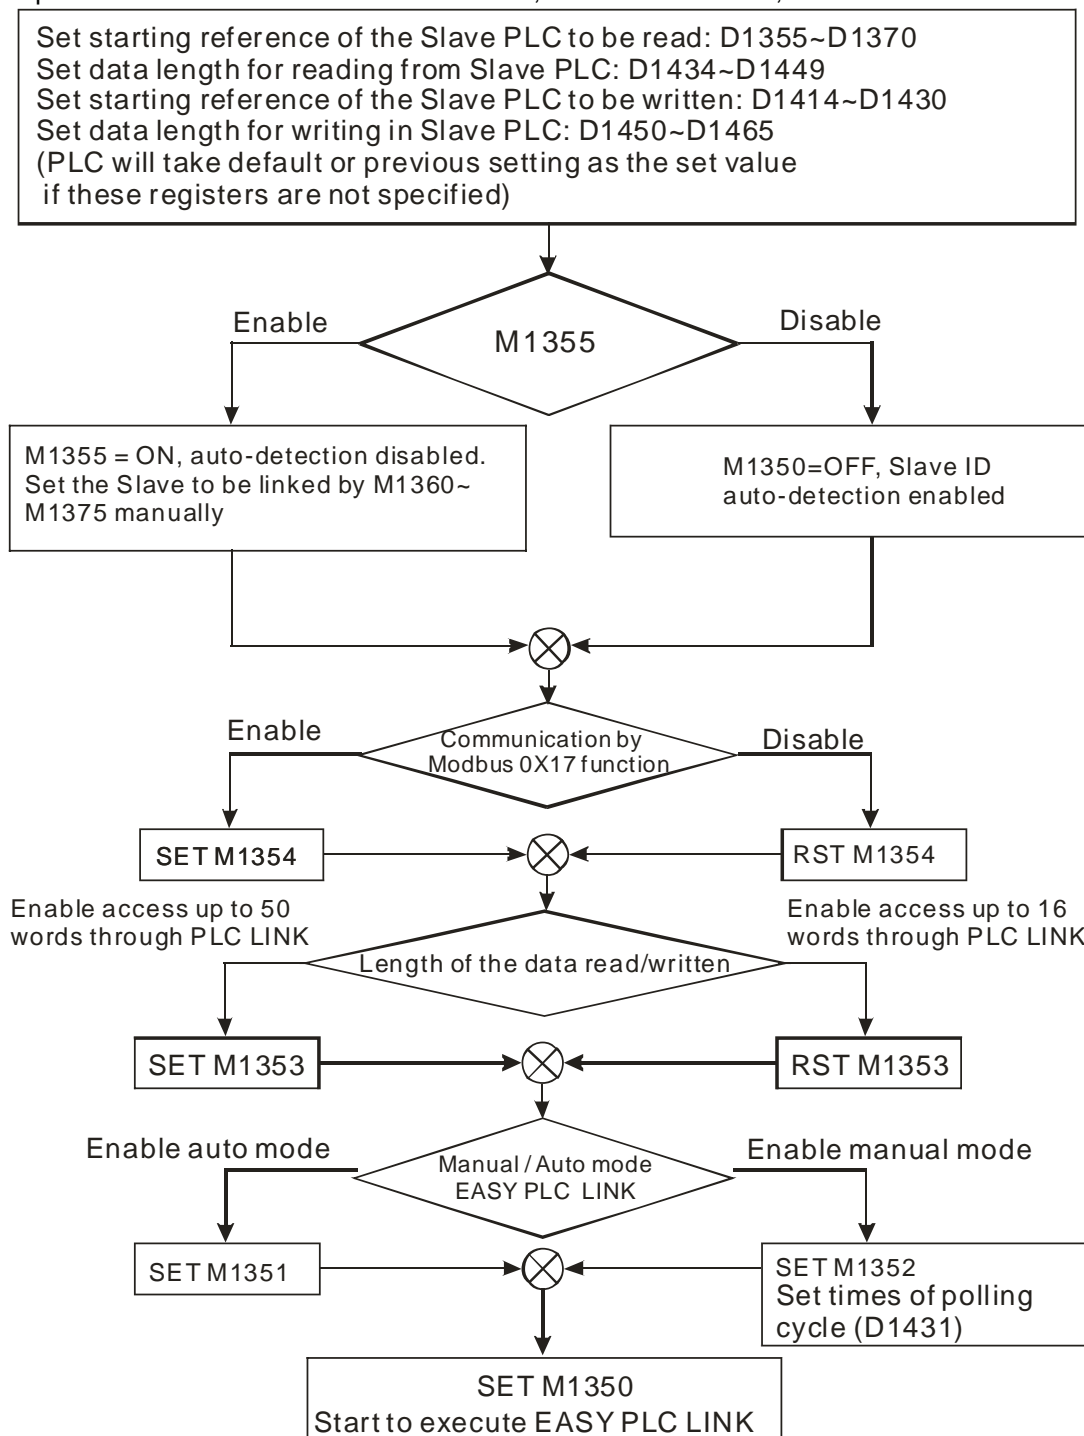 Set starting reference of the Slave PLC to be read: D1355~D1370
Set data length for reading from Slave PLC: D1434~D1449
Set starting reference of the Slave PLC to be written: D1414~D1430
Set data length for writing in Slave PLC: D1450~D1465
(PLC will take default or previous setting as the set value
if these registers are not specified)
Enable
Disable
M1355
M1355 = ON, auto-detection disabled.
Set the Slave to be linked by M1360~
M1375 manually
M1350=OFF, Slave ID
auto-detection enabled
Enable
Disable
Communication by
Modbus 0X17 function
SET M1354
RST M1354
Enable access up to 50
words through PLC LINK
Enable access up to 16
words through PLC LINK
Length of the data read/written
SET M1353
RST M1353
Enable auto mode
Enable manual mode
Manual / Auto mode
EASY PLC LINK
SET M1351
SET M1352
Set times of polling
cycle (D1431)
SET M1350
Start to execute EASY PLC LINK